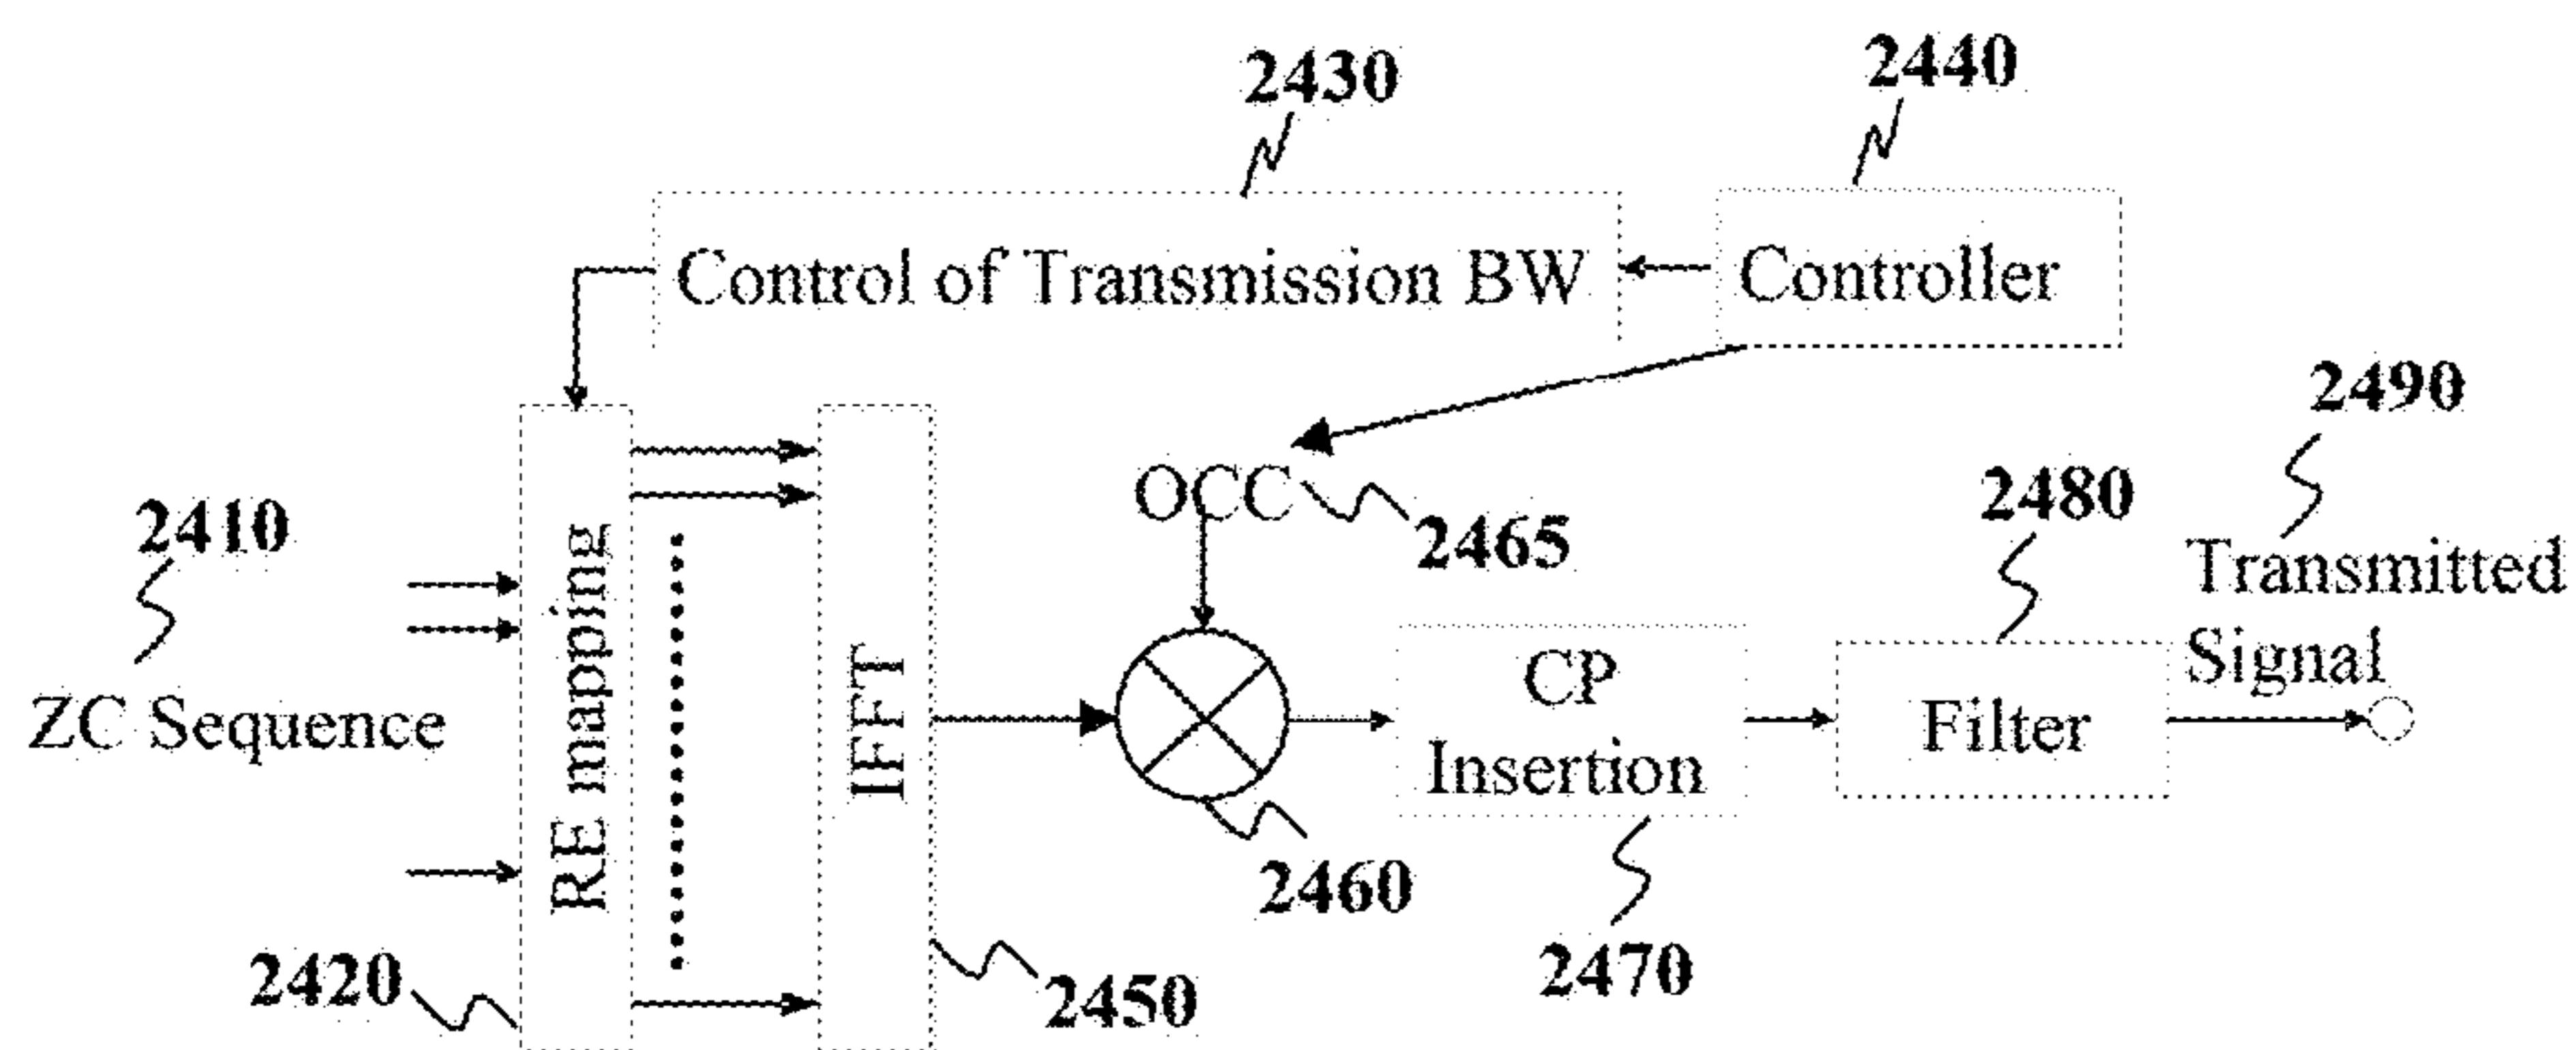 2430
2440
Control of Transmission BW
Controller
2490
2410
OCC
2465
2480
Transmitted
Signal
ZC Sequence
RE mapping
IFFT
CP
Insertion
Filter
2460
2420
2450
2470